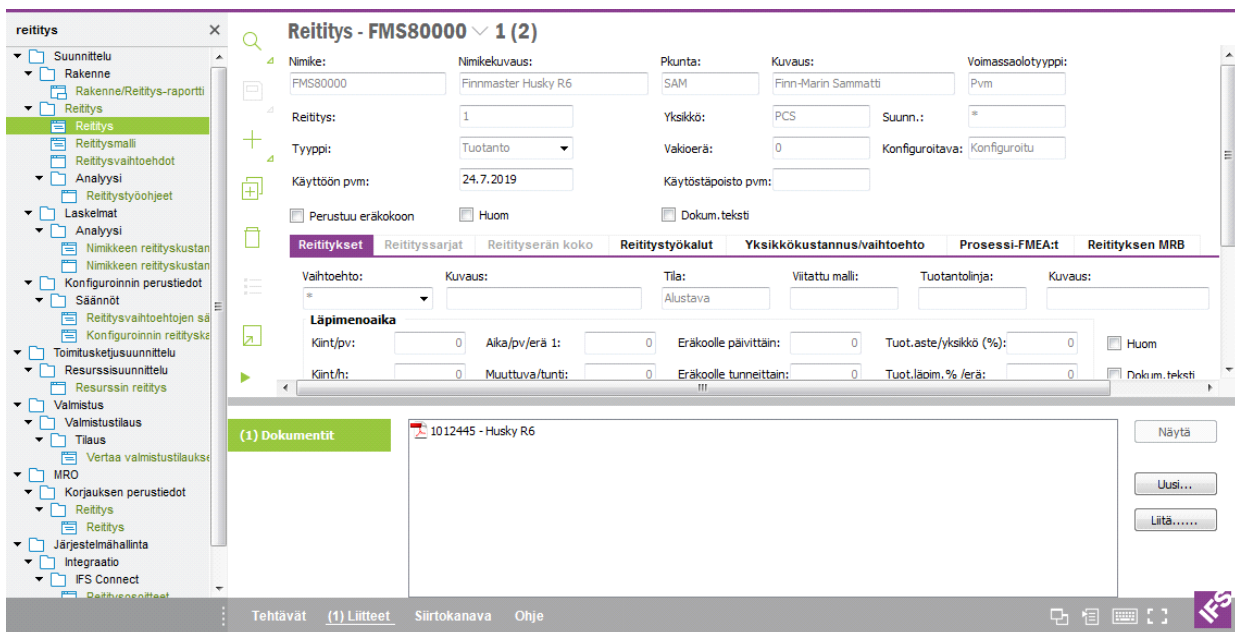 reititys
Suunnittelu
Rakenne
Rakenne/Reititys-raportti
Reititys
Reititys
Reititysmalli
Reititysvaihtoehdot
Analyysi
Reititystyöohjeet
Laskelmat
Analyysi
Nimikkeen reitityskustan
Nimikkeen reitityskustan
Konfiguroinnin perustiedot
Säännöt
Reititysvaihtoehtojen sä
Konfiguroinnin reitityska
Toimitusketjusuunnittelu
Resurssisuunnittelu
Resurssin reititys
Valmistus
Valmistustilaus
Tilaus
Vertaa valmistustilaukse
MRO
Korjauksen perustiedot
Reititys
Reititys
Järjestelmähallinta
Integraatio
IFS Connect
Reititysosoitteet
Reititys - FMS80000 1 (2)
Nimike: Nimikekuvaus: Pkunta: Kuvaus: Voimassaolotyyppi:
FMS80000 Finnmaster Husky R6 SAM Finn-Marin Sammatti Pvm
Reititys: 1 Yksikkö: PCS Suunn.: *
Tyyppi: Tuotanto Vakioerä: 0 Konfiguroitava: Konfiguroitu
Käyttöön pvm: 24.7.2019 Käytöstäpoisto pvm:
Perustuu eräkokoon Huom Dokum.teksti
Reititykset Reitityssarjat Reitityserän koko Reititystyökalut Yksikkökustannus/vaihtoehto Prosessi-FMEA:t Reitityksen MRB
Vaihtoehto: Kuvaus: Tila: Viitattu malli: Tuotantolinja: Kuvaus:
* Alustava
Läpimenoaika
Kiint/pv: 0 Aika/pv/erä 1: 0 Eräkoolle päivittäin: 0 Tuot.aste/yksikkö (%): 0 Huom
Kiint/h: 0 Muuttuva/tunti: 0 Eräkoolle tunneittain: 0 Tuot.läpim.% /erä: 0 Dokum.teksti
(1) Dokumentit
1012445 - Husky R6
Näytä
Uusi...
Liitä......
Tehtävät (1) Liitteet Siirtokanava Ohje
IFS